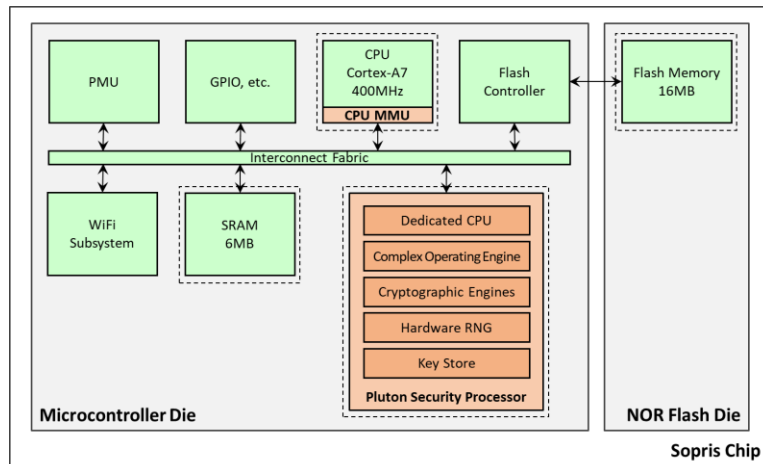 PMU
GPIO, etc.
CPU
Cortex-A7
400MHz
CPU MMU
Flash
Controller
Flash Memory
16MB
Interconnect Fabric
WiFi
Subsystem
SRAM
6MB
Dedicated CPU
Complex Operating Engine
Cryptographic Engines
Hardware RNG
Key Store
Pluton Security Processor
Microcontroller Die
NOR Flash Die
Sopris Chip